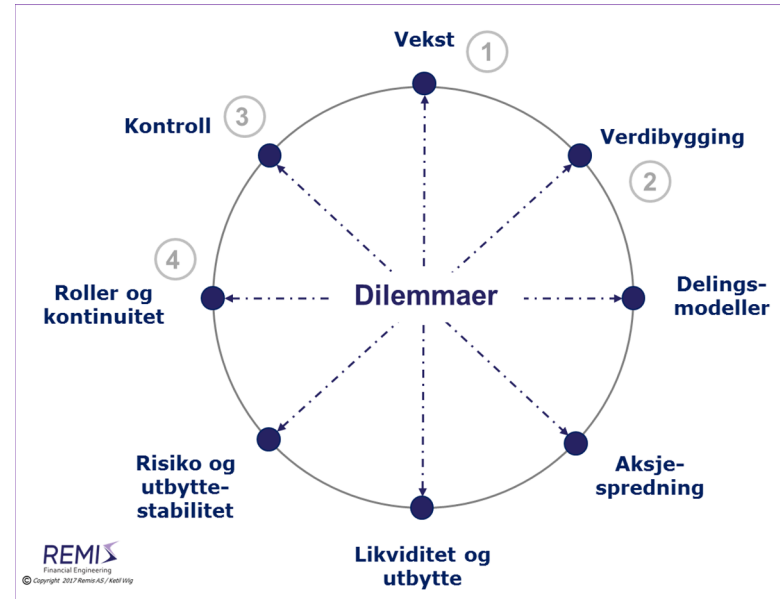 Vekst
1
Verdibygging
2
Delings-
modeller
Aksje-
spredning
Likviditet og
utbytte
Risiko og
utbytte-
stabilitet
Roller og
kontinuitet
4
Kontroll
3
Dilemmaer
REMIS
Financial Engineering
© Copyright 2017 Remis AS / Ketil Wig